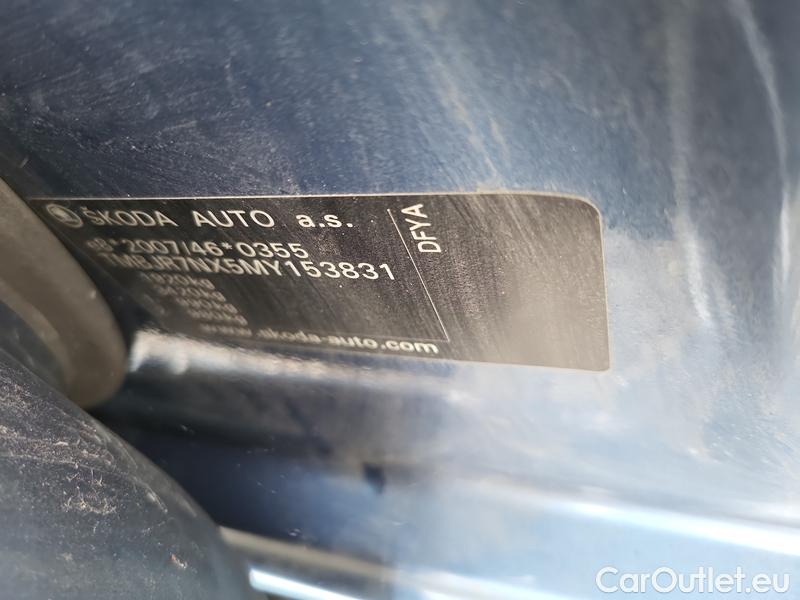 ŠKODA AUTO a.s.
e8*2007/46*0355
TMBJR7NX5MY153831
www.skoda-auto.com
DFYA
CarOutlet.eu